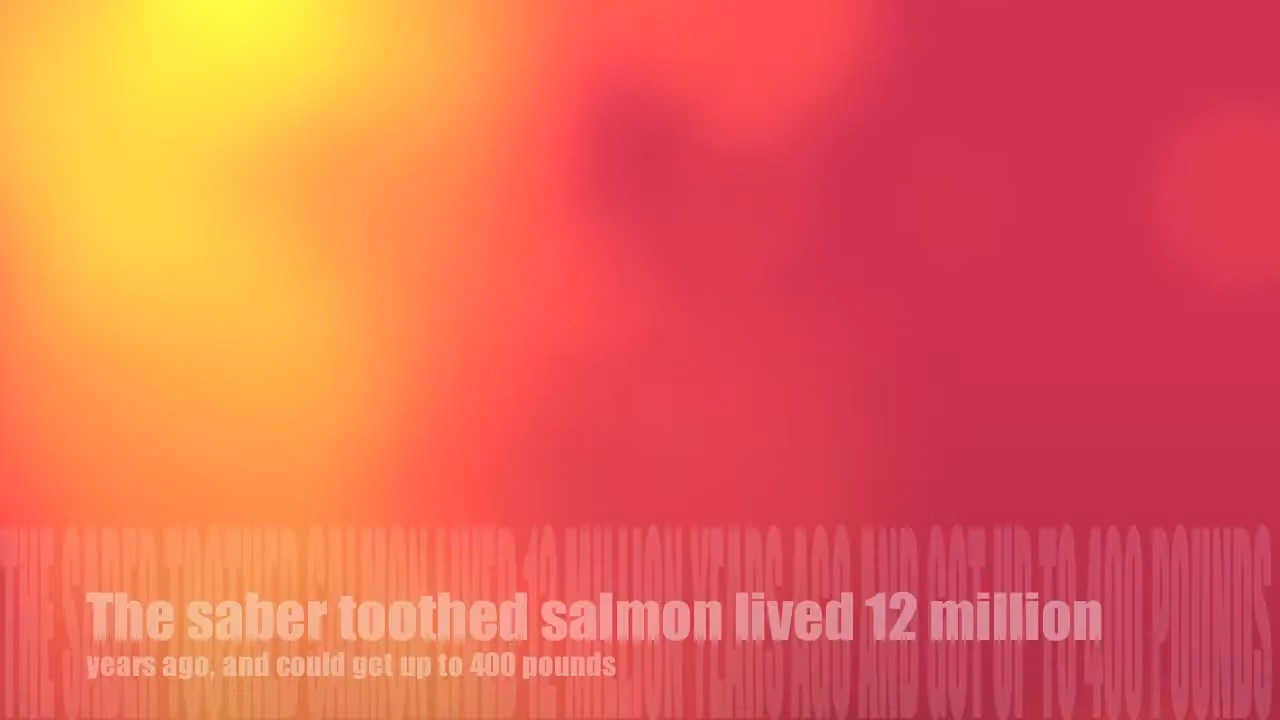 THE SABER TOOTHED SALMON LIVED 12 MILLION YEARS AGO AND GOT UP TO 400 POUNDS
The saber toothed salmon lived 12 million
years ago, and could get up to 400 pounds